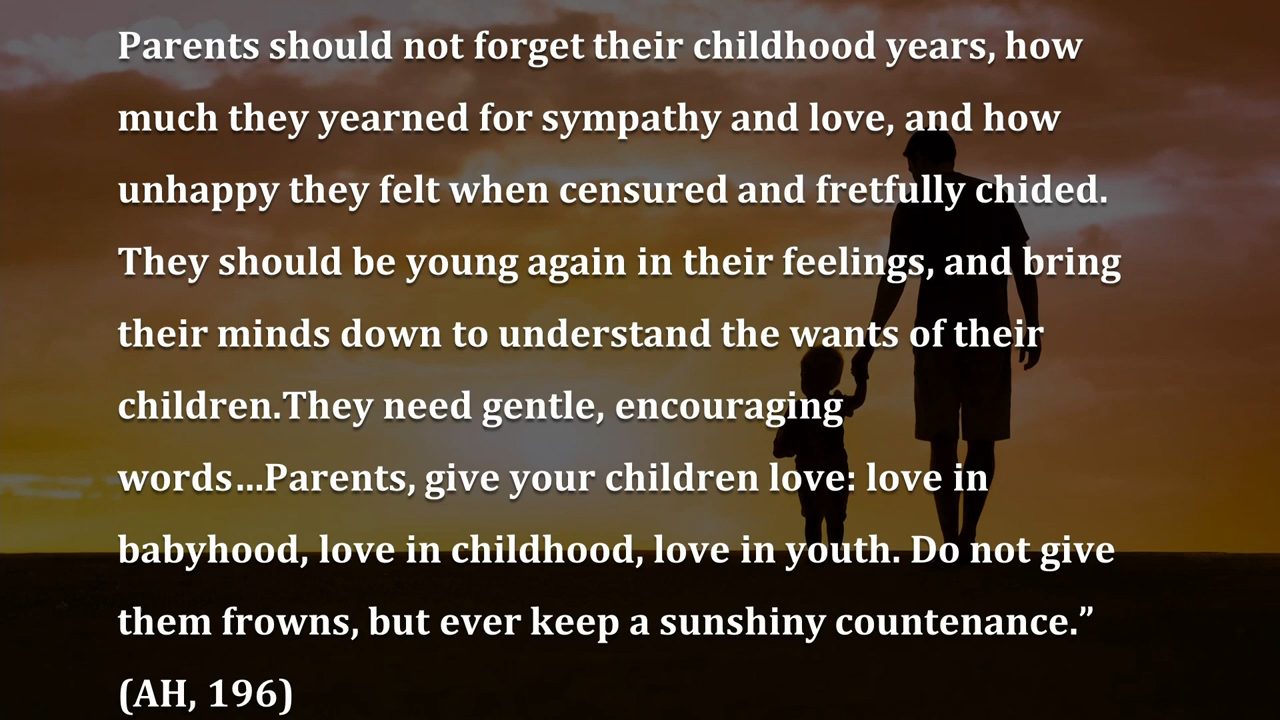 Parents should not forget their childhood years, how
much they yearned for sympathy and love, and how
unhappy they felt when censured and fretfully chided.
They should be young again in their feelings, and bring
their minds down to understand the wants of their
children.They need gentle, encouraging
words…Parents, give your children love: love in
babyhood, love in childhood, love in youth. Do not give
them frowns, but ever keep a sunshiny countenance.”
(AH, 196)